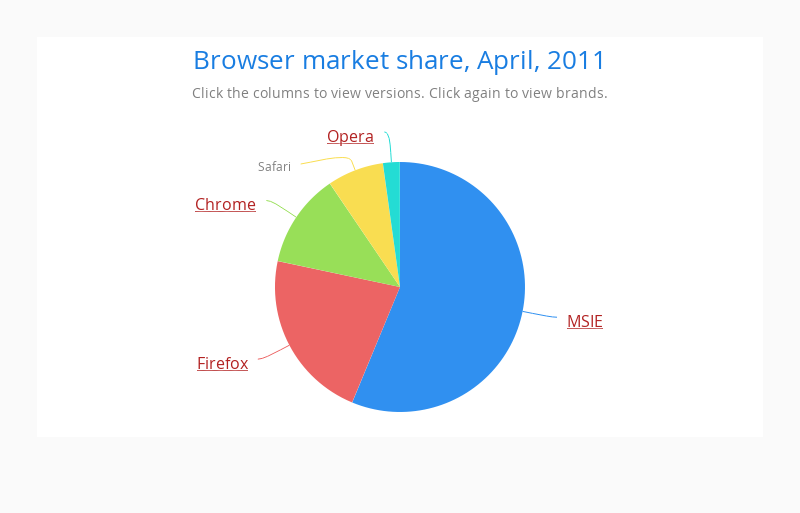 Browser market share, April, 2011
Click the columns to view versions. Click again to view brands.
Opera
Safari
Chrome
MSIE
Firefox